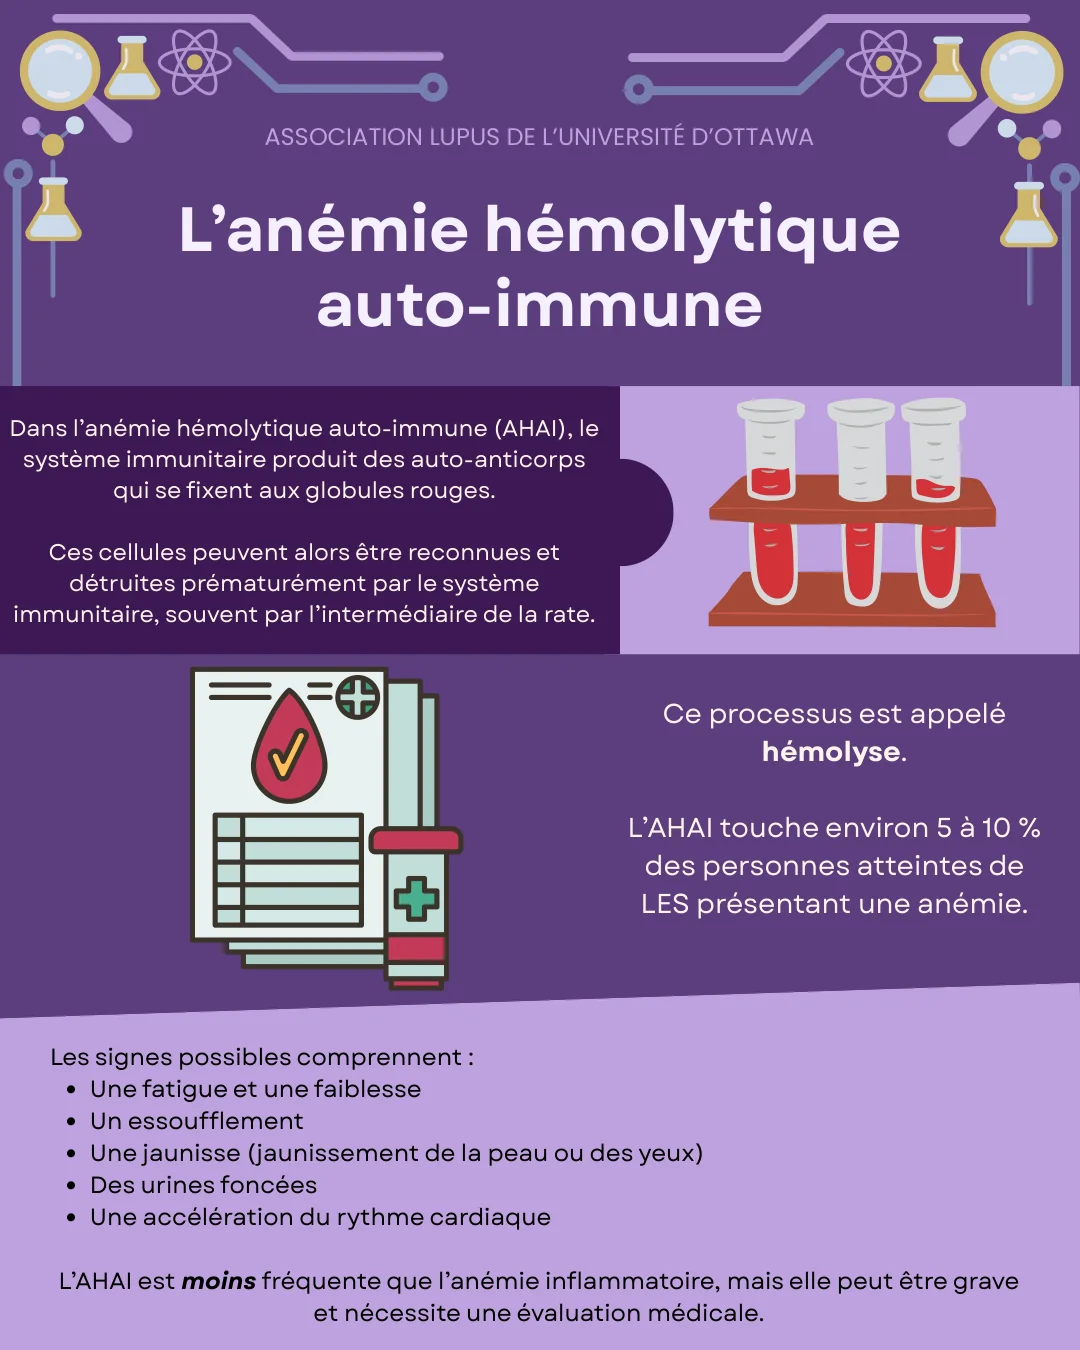 ASSOCIATION LUPUS DE L’UNIVERSITÉ D’OTTAWA
L’anémie hémolytique
auto-immune
Dans l’anémie hémolytique auto-immune (AHAI), le
système immunitaire produit des auto-anticorps
qui se fixent aux globules rouges.
Ces cellules peuvent alors être reconnues et
détruites prématurément par le système
immunitaire, souvent par l’intermédiaire de la rate.
Ce processus est appelé
hémolyse.
L’AHAI touche environ 5 à 10 %
des personnes atteintes de
LES présentant une anémie.
Les signes possibles comprennent :
• Une fatigue et une faiblesse
• Un essoufflement
• Une jaunisse (jaunissement de la peau ou des yeux)
• Des urines foncées
• Une accélération du rythme cardiaque
L’AHAI est moins fréquente que l’anémie inflammatoire, mais elle peut être grave
et nécessite une évaluation médicale.